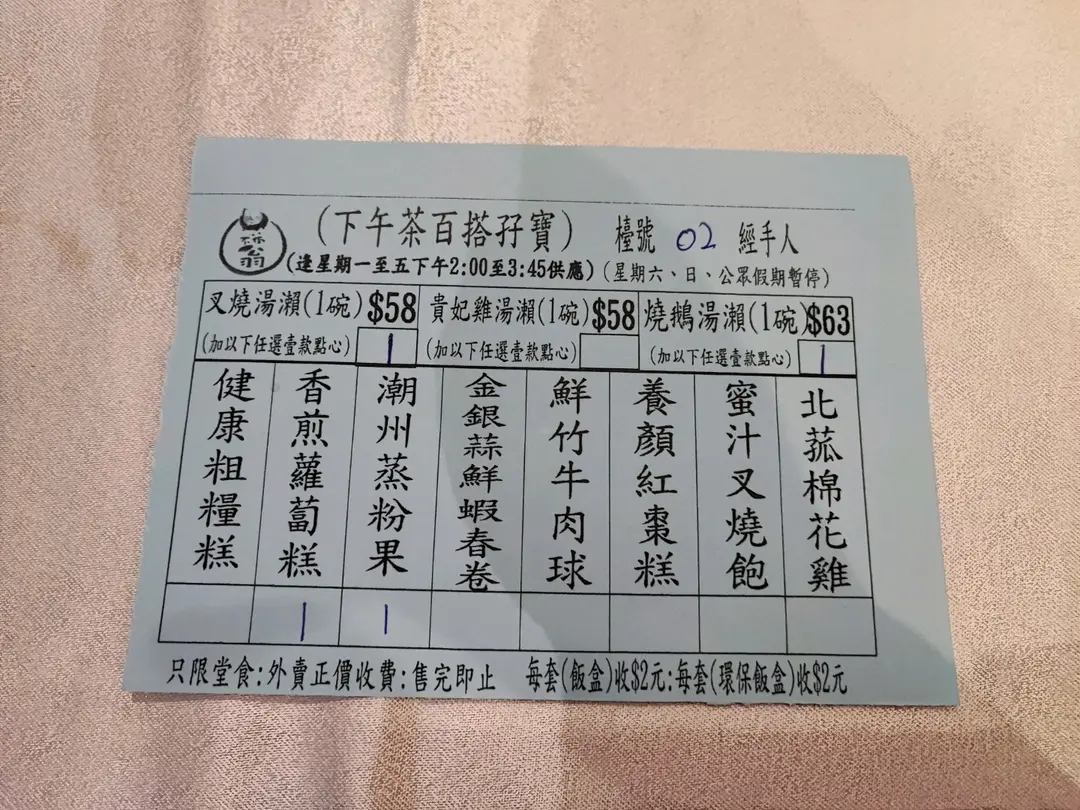 (下午茶百搭孖寶) 檯號 02 經手人
(逢星期一至五下午2:00至3:45供應)(星期六、日、公眾假期暫停)
叉燒湯瀨(1碗)$58 貴妃雞湯瀨(1碗)$58 燒鵝湯瀨(1碗)$63
(加以下任選壹款點心) 1 (加以下任選壹款點心) (加以下任選壹款點心) 1
健康粗糧糕
香煎蘿蔔糕
潮州蒸粉果
金銀蒜鮮蝦春卷
鮮竹牛肉球
養顏紅棗糕
蜜汁叉燒飽
北菰棉花雞
1 1
只限堂食:外賣正價收費:售完即止 每套(飯盒)收$2元:每套(環保飯盒)收$2元